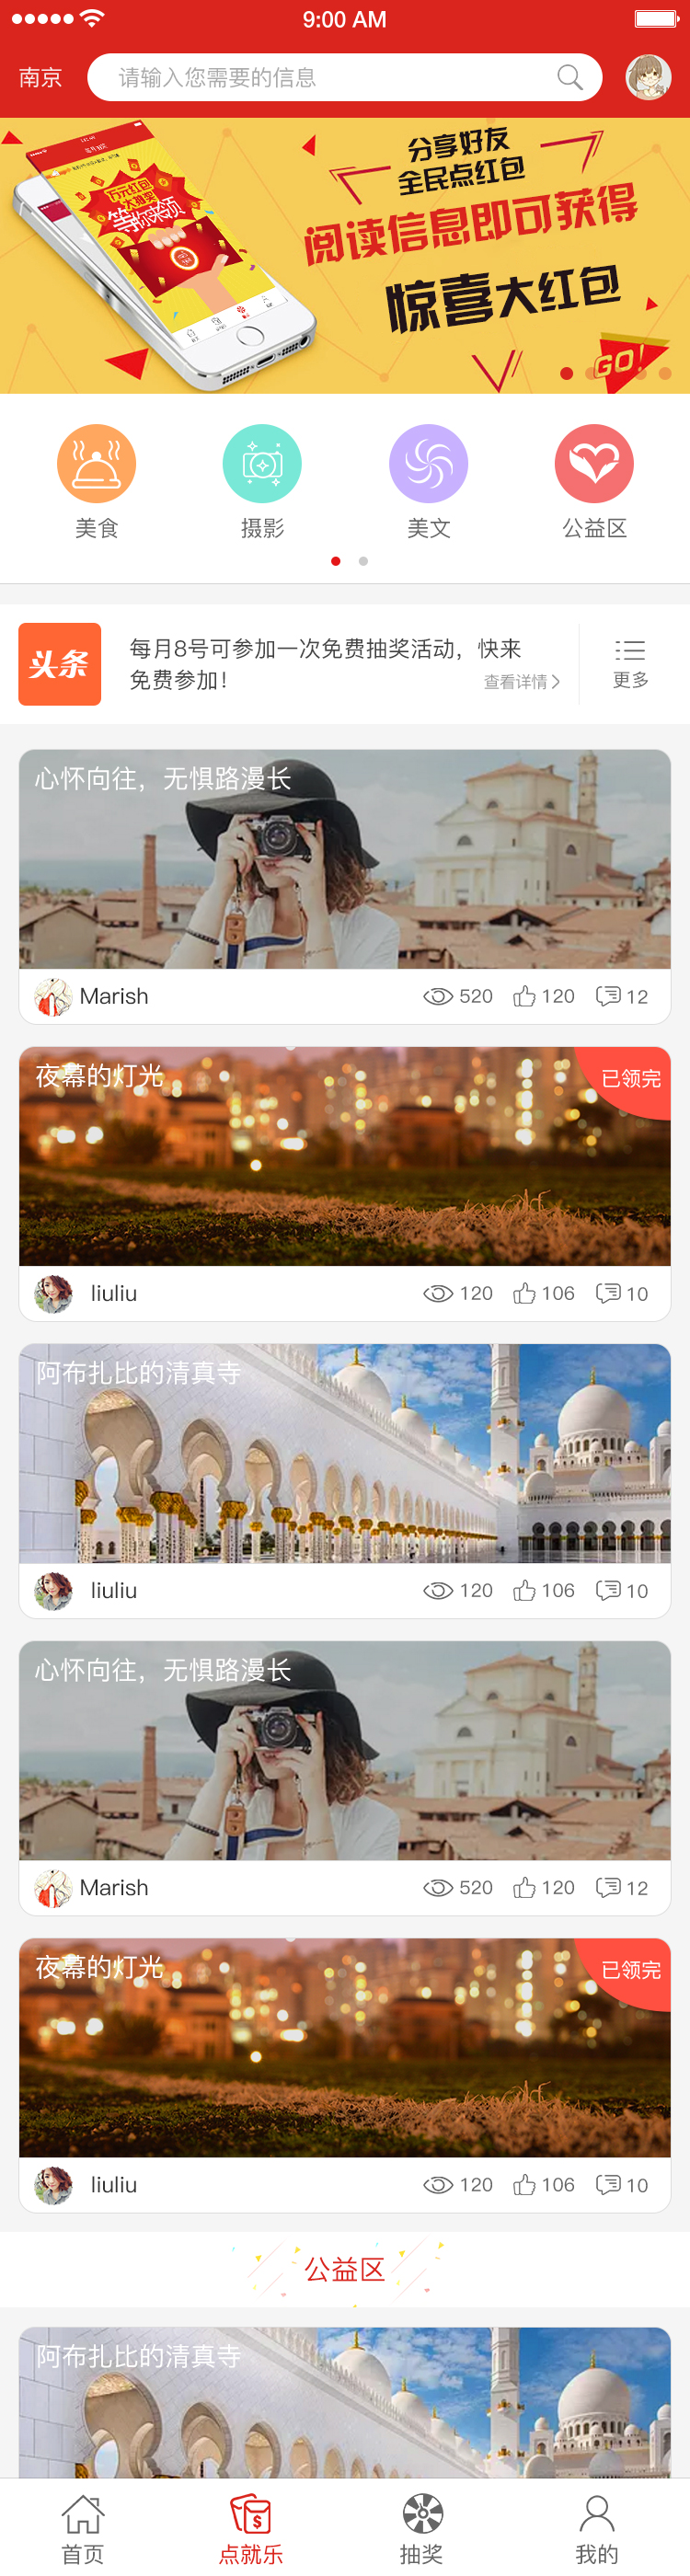 9:00 AM
南京
请输入您需要的信息
万元红包
大抽奖
等你来领
分享好友
全民点红包
阅读信息即可获得
惊喜大红包
GO!
美食
摄影
美文
公益区
头条
每月8号可参加一次免费抽奖活动，快来
免费参加！
查看详情
更多
心怀向往，无惧路漫长
Marish
520
120
12
夜幕的灯光
已领完
liuliu
120
106
10
阿布扎比的清真寺
liuliu
120
106
10
心怀向往，无惧路漫长
Marish
520
120
12
夜幕的灯光
已领完
liuliu
120
106
10
公益区
阿布扎比的清真寺
首页
点就乐
抽奖
我的